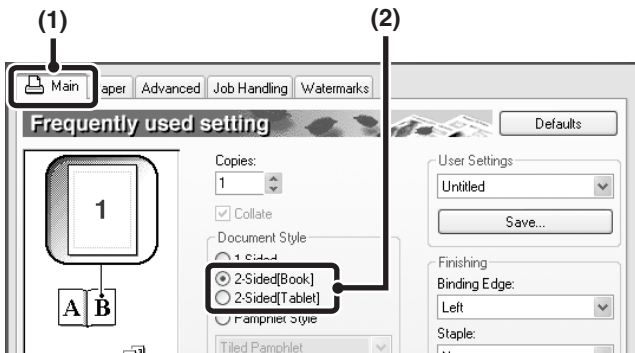 (1) (2)
Main aper Advanced Job Handling Watermarks
Frequently used setting Defaults
Copies: User Settings
1 Untitled
Collate Save...
1
Document Style Finishing
1-Sided Binding Edge:
2-Sided[Book] Left
2-Sided[Tablet]
A B Pamphlet Style Staple:
Tiled Pamphlet